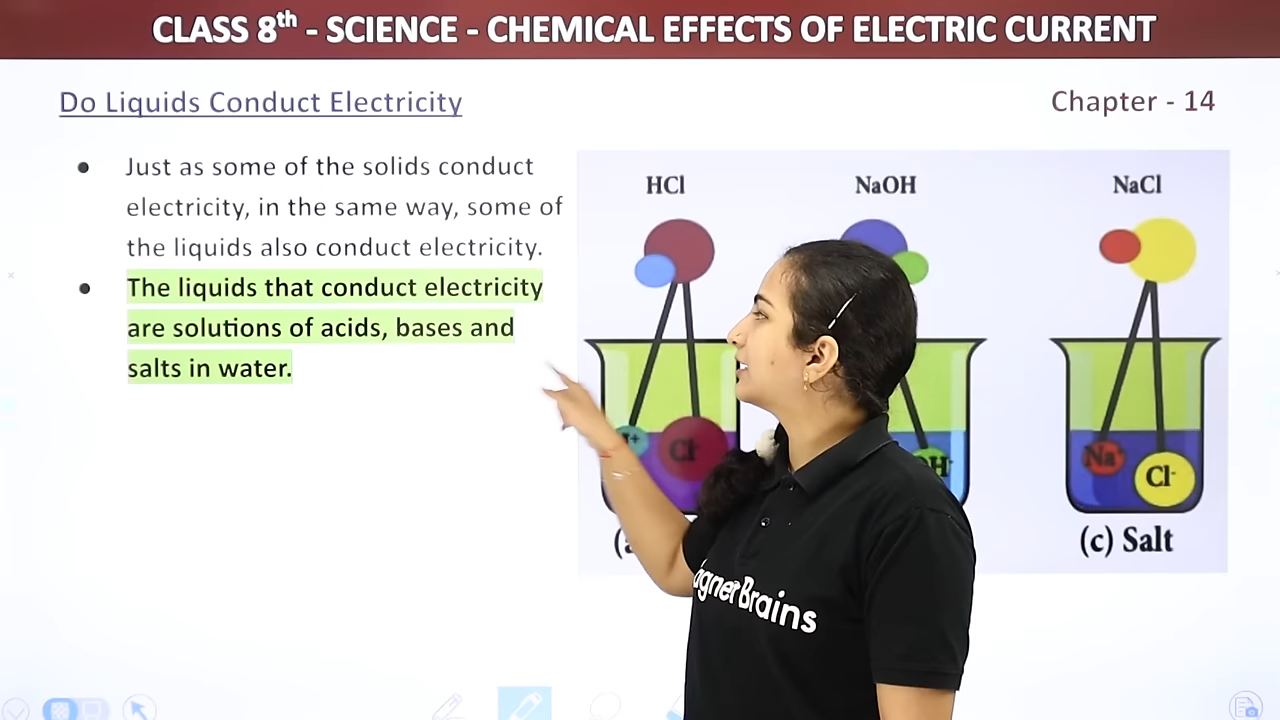 CLASS 8th - SCIENCE - CHEMICAL EFFECTS OF ELECTRIC CURRENT
Do Liquids Conduct Electricity
Chapter - 14
Just as some of the solids conduct
electricity, in the same way, some of
the liquids also conduct electricity.
The liquids that conduct electricity
are solutions of acids, bases and
salts in water.
HCl
NaOH
NaCl
Cl-
OH-
Na+
Cl-
(c) Salt
Brains